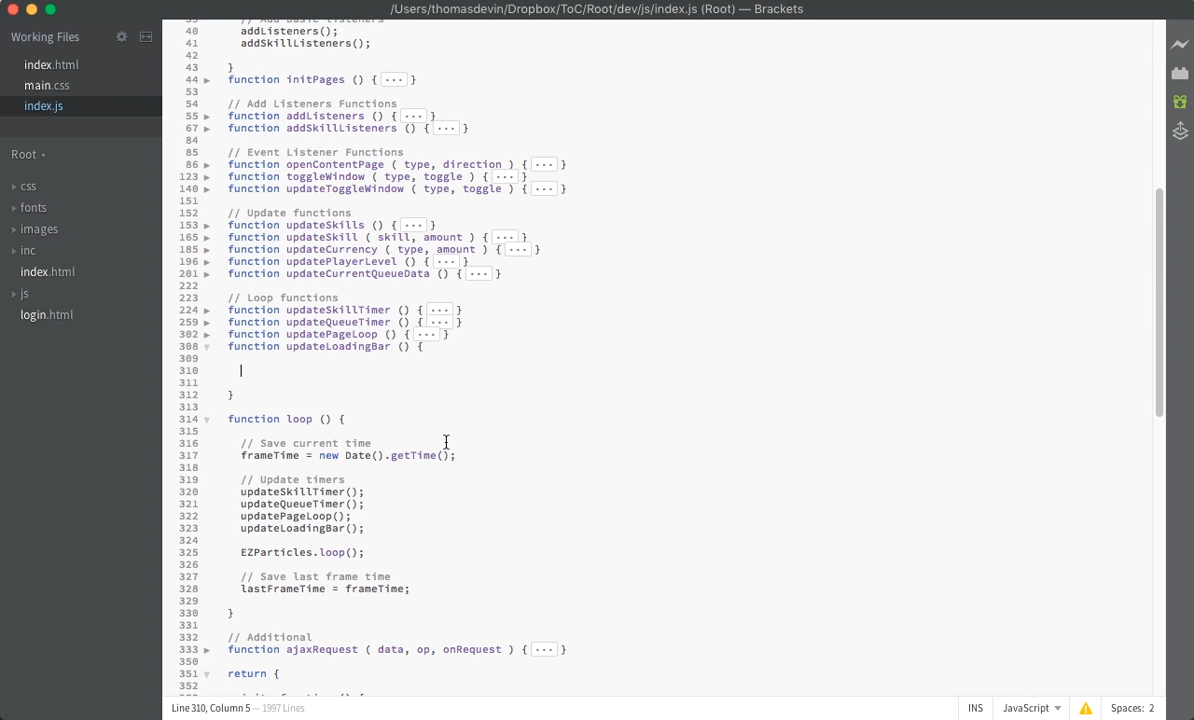 /Users/thomasdevin/Dropbox/ToC/Root/dev/js/index.js (Root) — Brackets
Working Files
index.html
main.css
index.js
Root
css
fonts
images
inc
index.html
js
login.html
39 // Add basic listeners
40 addListeners();
41 addSkillListeners();
42
43 }
44 function initPages () { ... }
53
54 // Add Listeners Functions
55 function addListeners () { ... }
67 function addSkillListeners () { ... }
84
85 // Event Listener Functions
86 function openContentPage ( type, direction ) { ... }
123 function toggleWindow ( type, toggle ) { ... }
140 function updateToggleWindow ( type, toggle ) { ... }
151
152 // Update functions
153 function updateSkills () { ... }
165 function updateSkill ( skill, amount ) { ... }
185 function updateCurrency ( type, amount ) { ... }
196 function updatePlayerLevel () { ... }
201 function updateCurrentQueueData () { ... }
222
223 // Loop functions
224 function updateSkillTimer () { ... }
259 function updateQueueTimer () { ... }
302 function updatePageLoop () { ... }
308 function updateLoadingBar () {
309
310
311
312 }
313
314 function loop () {
315
316 // Save current time
317 frameTime = new Date().getTime();
318
319 // Update timers
320 updateSkillTimer();
321 updateQueueTimer();
322 updatePageLoop();
323 updateLoadingBar();
324
325 EZParticles.loop();
326
327 // Save last frame time
328 lastFrameTime = frameTime;
329
330 }
331
332 // Additional
333 function ajaxRequest ( data, op, onRequest ) { ... }
350
351 return {
352
Line 310, Column 5 — 1997 Lines
INS
JavaScript
Spaces: 2